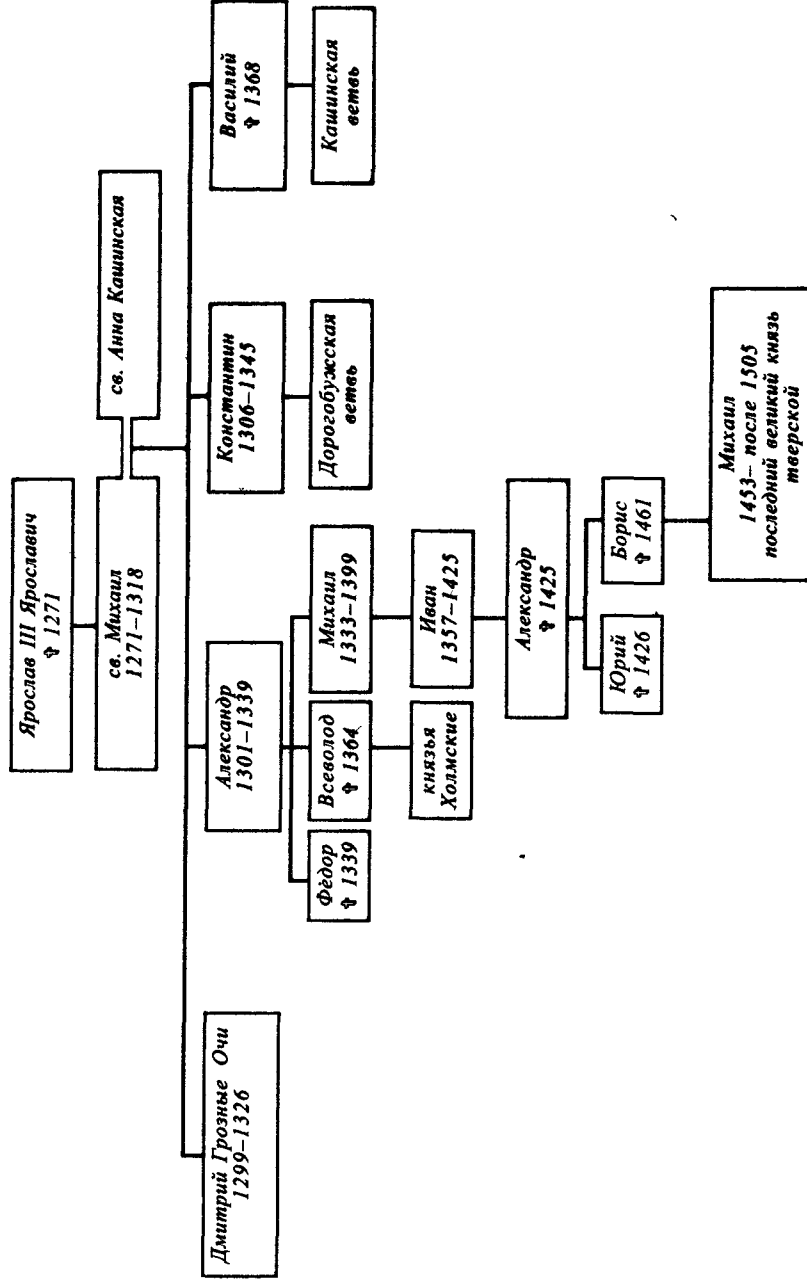 Ярослав III Ярославич
✞ 1271
св. Михаил
1271–1318
св. Анна Кашинская
Дмитрий Грозные Очи
1299–1326
Александр
1301–1339
Константин
1306–1345
Василий
✞ 1368
Фёдор
✞ 1339
Всеволод
✞ 1364
Михаил
1333–1399
Дорогобужская
ветвь
Кашинская
ветвь
князья
Холмские
Иван
1357–1425
Александр
✞ 1425
Юрий
✞ 1426
Борис
✞ 1461
Михаил
1453– после 1505
последний великий князь
тверской